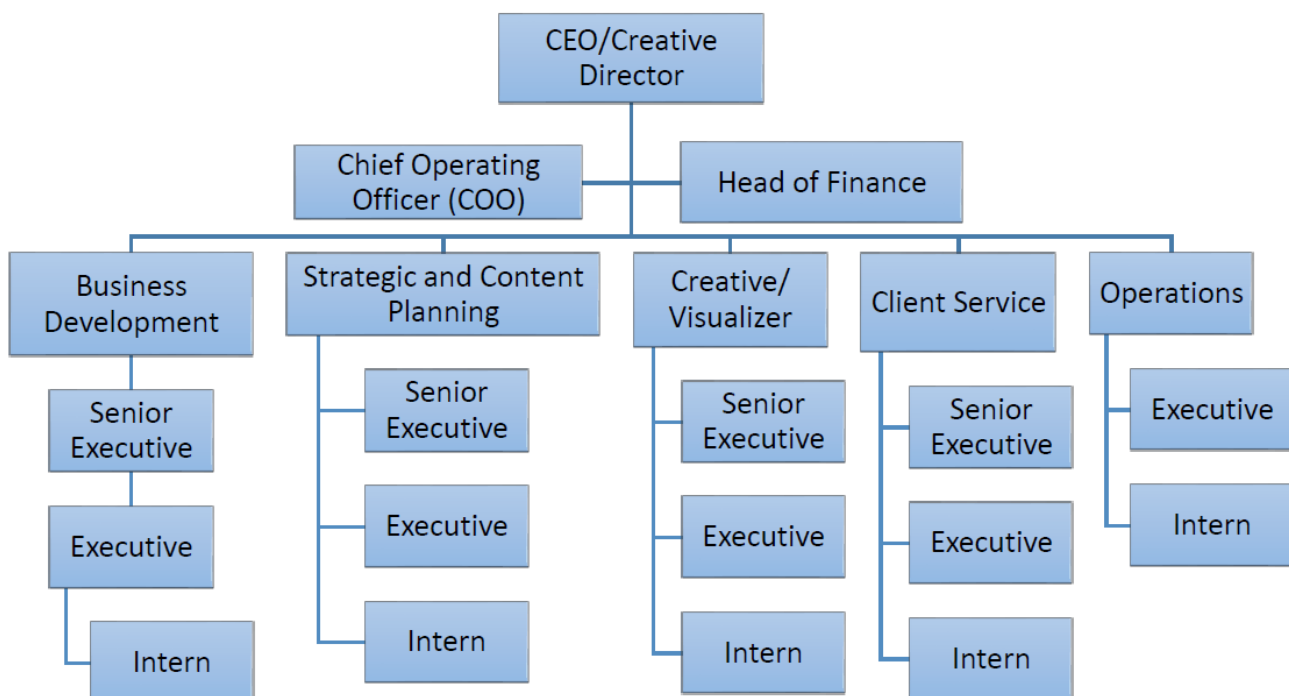 CEO/Creative
Director
Chief Operating
Officer (COO)
Head of Finance
Business
Development
Strategic and Content
Planning
Creative/
Visualizer
Client Service
Operations
Senior
Executive
Executive
Intern
Senior
Executive
Executive
Intern
Senior
Executive
Executive
Intern
Senior
Executive
Executive
Intern
Executive
Intern